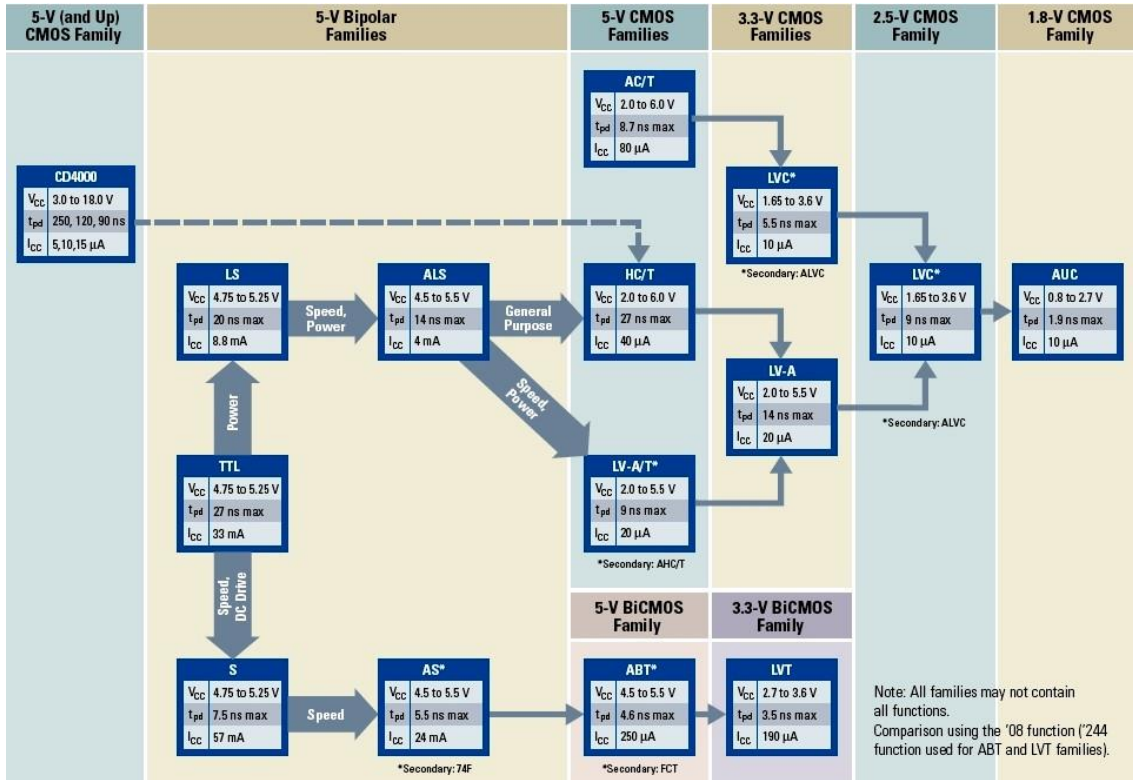 5-V (and Up)
CMOS Family
5-V Bipolar
Families
5-V CMOS
Families
3.3-V CMOS
Families
2.5-V CMOS
Family
1.8-V CMOS
Family
AC/T
VCC 2.0 to 6.0 V
tpd 8.7 ns max
ICC 80 µA
CD4000
VCC 3.0 to 18.0 V
tpd 250, 120, 90 ns
ICC 5,10,15 µA
LVC*
VCC 1.65 to 3.6 V
tpd 5.5 ns max
ICC 10 µA
*Secondary: ALVC
LS
VCC 4.75 to 5.25 V
tpd 20 ns max
ICC 8.8 mA
Speed,
Power
ALS
VCC 4.5 to 5.5 V
tpd 14 ns max
ICC 4 mA
General
Purpose
HC/T
VCC 2.0 to 6.0 V
tpd 27 ns max
ICC 40 µA
LVC*
VCC 1.65 to 3.6 V
tpd 9 ns max
ICC 10 µA
*Secondary: ALVC
AUC
VCC 0.8 to 2.7 V
tpd 1.9 ns max
ICC 10 µA
Power
Speed,
Power
LV-A
VCC 2.0 to 5.5 V
tpd 14 ns max
ICC 20 µA
TTL
VCC 4.75 to 5.25 V
tpd 27 ns max
ICC 33 mA
LV-A/T*
VCC 2.0 to 5.5 V
tpd 9 ns max
ICC 20 µA
*Secondary: AHC/T
Speed,
DC Drive
5-V BiCMOS
Family
3.3-V BiCMOS
Family
S
VCC 4.75 to 5.25 V
tpd 7.5 ns max
ICC 57 mA
Speed
AS*
VCC 4.5 to 5.5 V
tpd 5.5 ns max
ICC 24 mA
*Secondary: 74F
ABT*
VCC 4.5 to 5.5 V
tpd 4.6 ns max
ICC 250 µA
*Secondary: FCT
LVT
VCC 2.7 to 3.6 V
tpd 3.5 ns max
ICC 190 µA
Note: All families may not contain
all functions.
Comparison using the '08 function ('244
function used for ABT and LVT families).